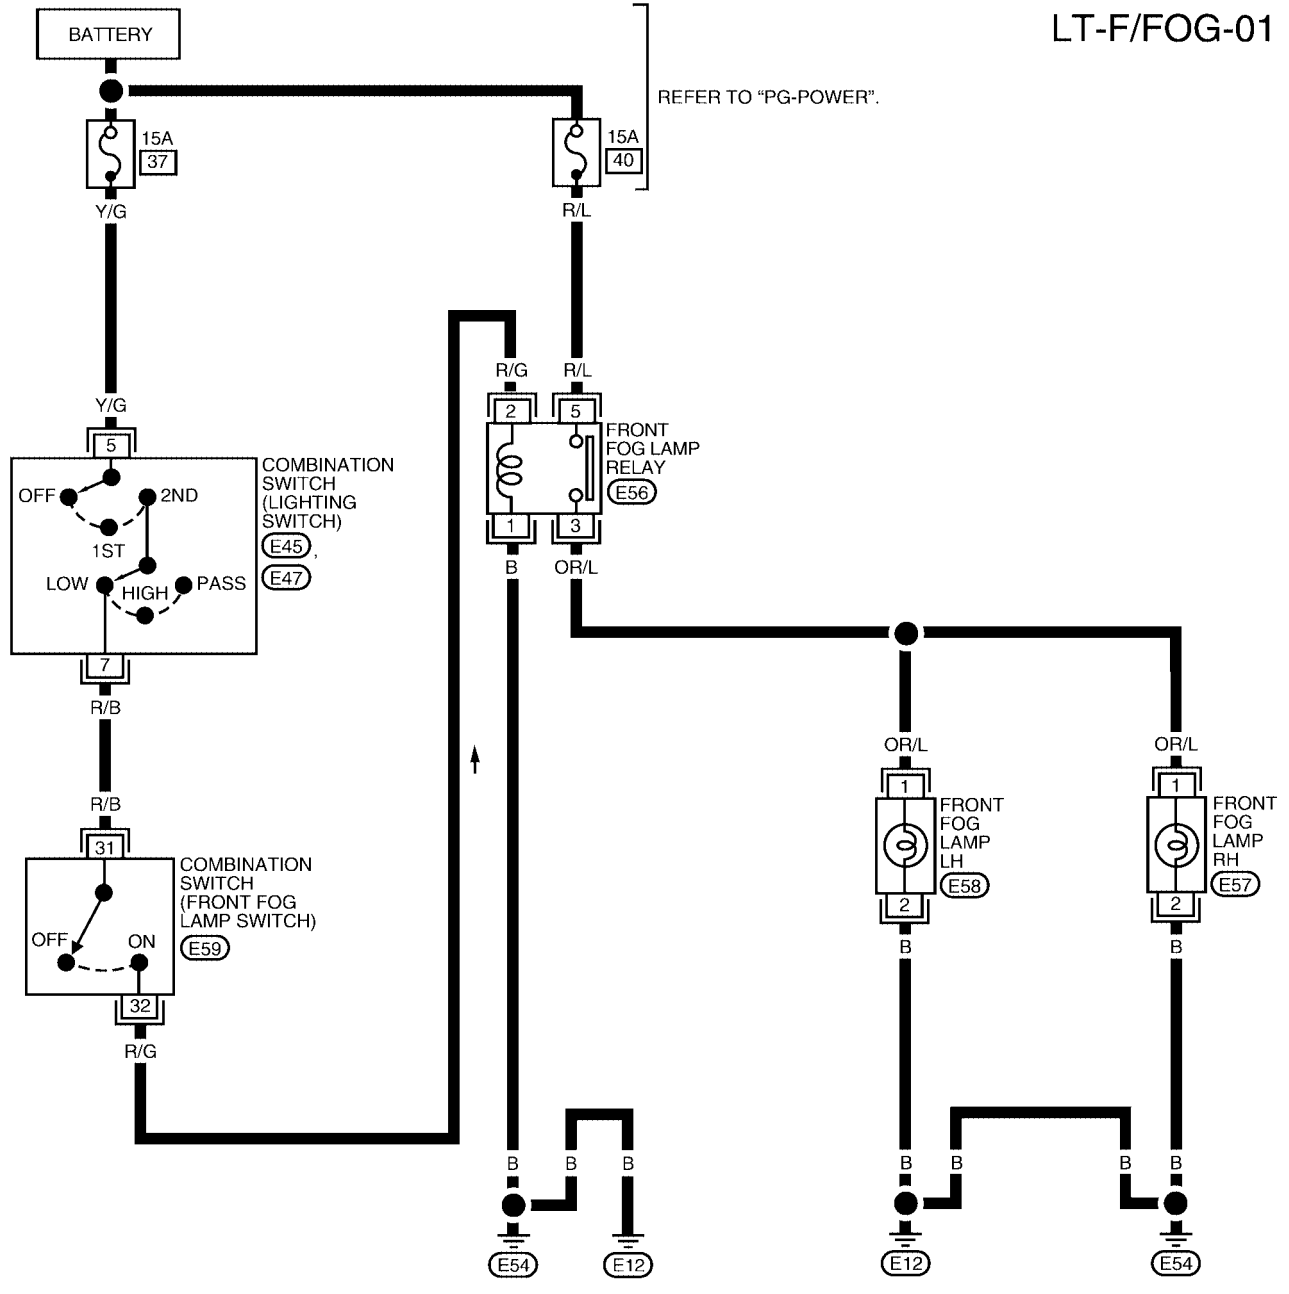 LT-F/FOG-01
BATTERY
REFER TO “PG-POWER”.
15A
37
15A
40
Y/G
R/L
Y/G
R/G
R/L
5
2
5
FRONT
FOG LAMP
RELAY
E56
1
3
B
OR/L
COMBINATION
SWITCH
(LIGHTING
SWITCH)
E45 ,
E47
OFF
2ND
1ST
LOW
HIGH
PASS
7
R/B
R/B
31
COMBINATION
SWITCH
(FRONT FOG
LAMP SWITCH)
E59
OFF
ON
32
R/G
OR/L
OR/L
1
1
FRONT
FOG
LAMP
LH
E58
FRONT
FOG
LAMP
RH
E57
2
2
B
B
B
B
B
B
B
B
B
E54
E12
E12
E54